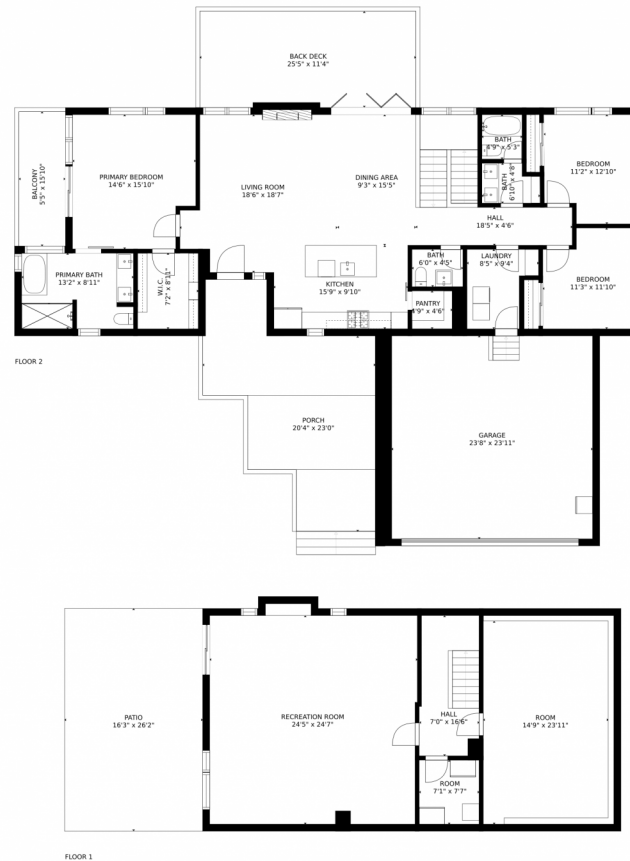 BACK DECK
25'5" x 11'4"
BALCONY
5'5" x 15'10"
PRIMARY BEDROOM
14'6" x 15'10"
LIVING ROOM
18'6" x 18'7"
DINING AREA
9'3" x 15'5"
BATH
4'9" x 5'3"
BATH
6'10" x 4'8"
BEDROOM
11'2" x 12'10"
HALL
18'5" x 4'6"
PRIMARY BATH
13'2" x 8'11"
W.I.C.
7'2" x 8'11"
KITCHEN
15'9" x 9'10"
BATH
6'0" x 4'5"
LAUNDRY
8'5" x 9'4"
PANTRY
4'9" x 4'6"
BEDROOM
11'3" x 11'10"
FLOOR 2
PORCH
20'4" x 23'0"
GARAGE
23'8" x 23'11"
PATIO
16'3" x 26'2"
RECREATION ROOM
24'5" x 24'7"
HALL
7'0" x 16'6"
ROOM
14'9" x 23'11"
ROOM
7'1" x 7'7"
FLOOR 1